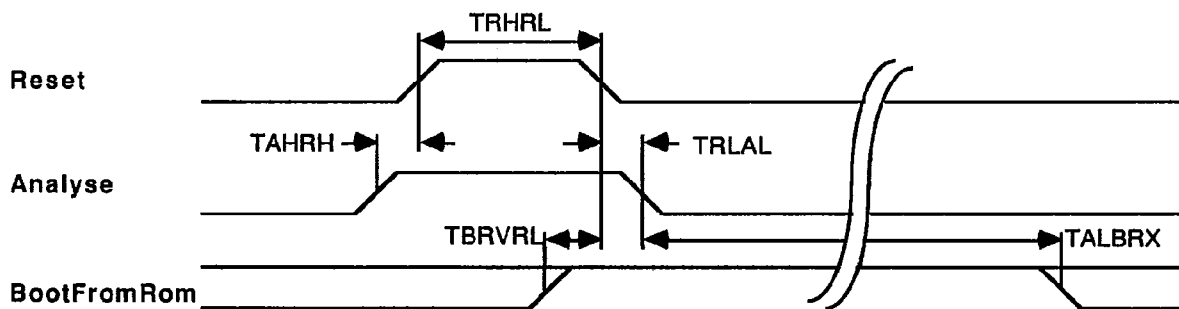 TRHRL
Reset
TAHRH
TRLAL
Analyse
TBRVRL
TALBRX
BootFromRom